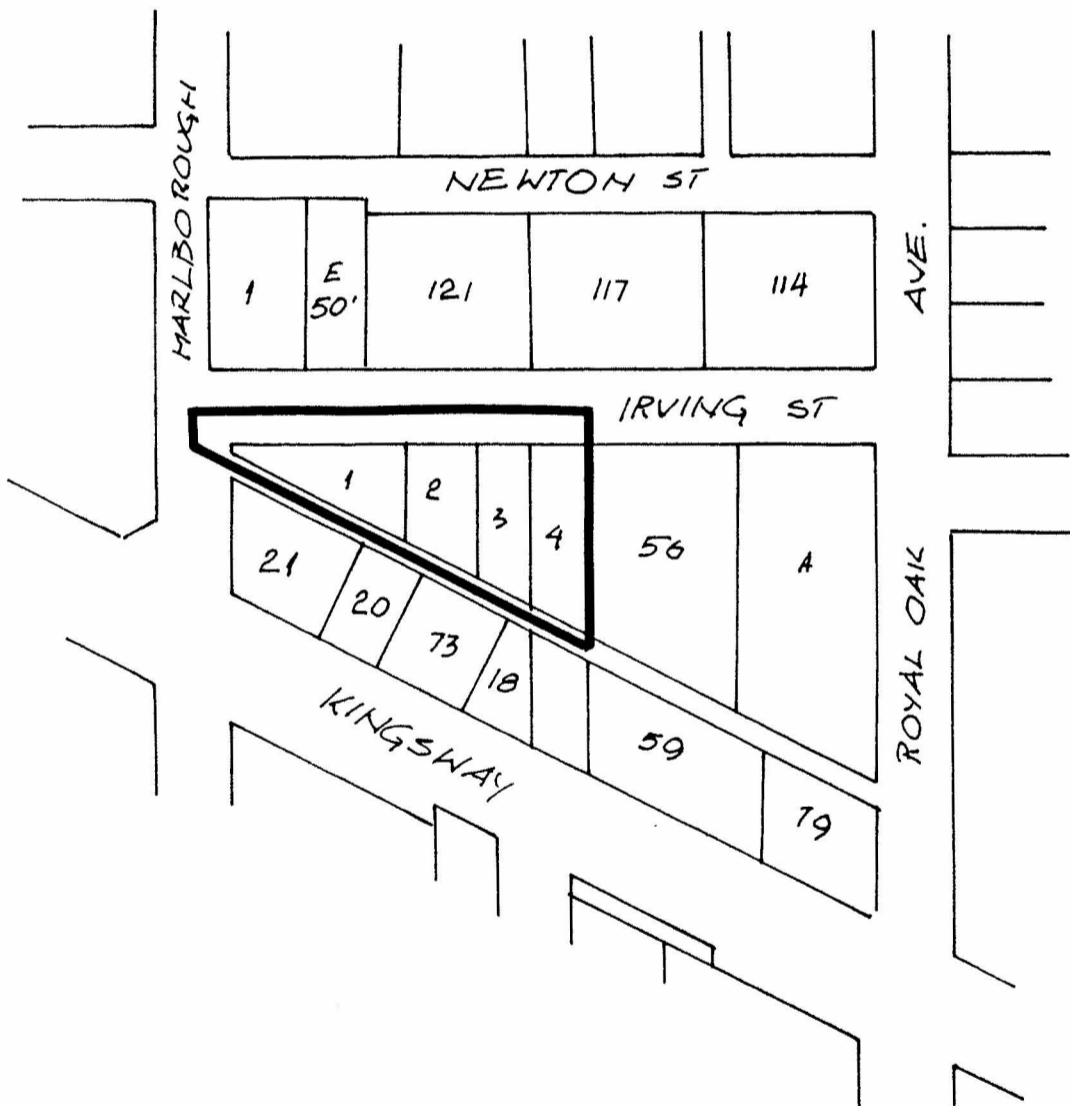 MARLBOROUGH
NEWTON ST
AVE.
1
E
50'
121
117
114
IRVING ST
1
2
3
4
56
A
21
20
73
18
59
79
KINGSWAY
ROYAL OAK